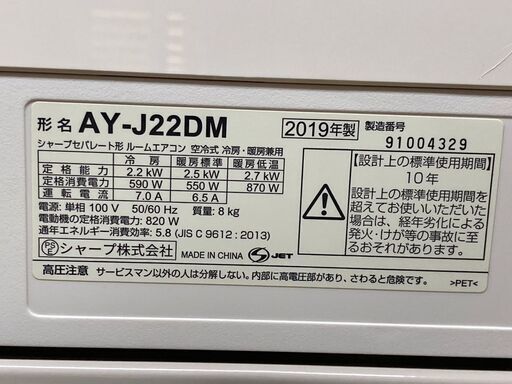 形名 AY-J22DM 2019年製 製造番号 91004329
シャープセパレート形 ルームエアコン 空冷式 冷房・暖房兼用
冷房 暖房標準 暖房低温
定格能力 2.2 kW 2.5 kW 2.7 kW
定格消費電力 590 W 550 W 870 W
運転電流 7.0 A 6.5 A
電源: 単相 100 V 50/60 Hz 質量: 8 kg
電動機の定格消費電力: 820 W
通年エネルギー消費効率: 5.8 (JIS C 9612 : 2013)
PSE シャープ株式会社 MADE IN CHINA S JET
【設計上の標準使用期間】
10年
設計上の標準使用期間を
超えてお使いいただいた
場合は、経年劣化による
発火・けが等の事故に至
るおそれがあります。
高圧注意 サービスマン以外の人は分解しない。内部に高電圧部があり、さわると危険です。
>PET<